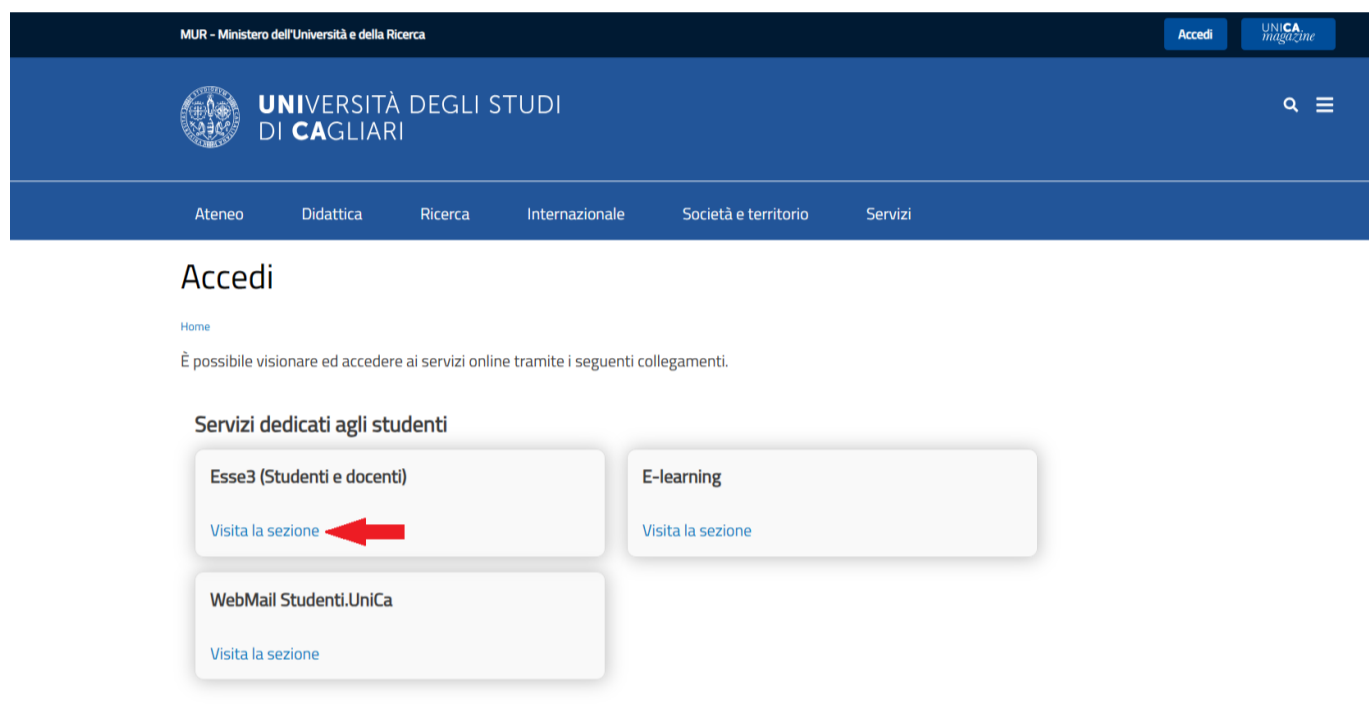 MUR - Ministero dell'Università e della Ricerca
Accedi
UNICA
magazine
UNIVERSITÀ DEGLI STUDI
DI CAGLIARI
Ateneo Didattica Ricerca Internazionale Società e territorio Servizi
Accedi
Home
È possibile visionare ed accedere ai servizi online tramite i seguenti collegamenti.
Servizi dedicati agli studenti
Esse3 (Studenti e docenti)
Visita la sezione
E-learning
Visita la sezione
WebMail Studenti.UniCa
Visita la sezione